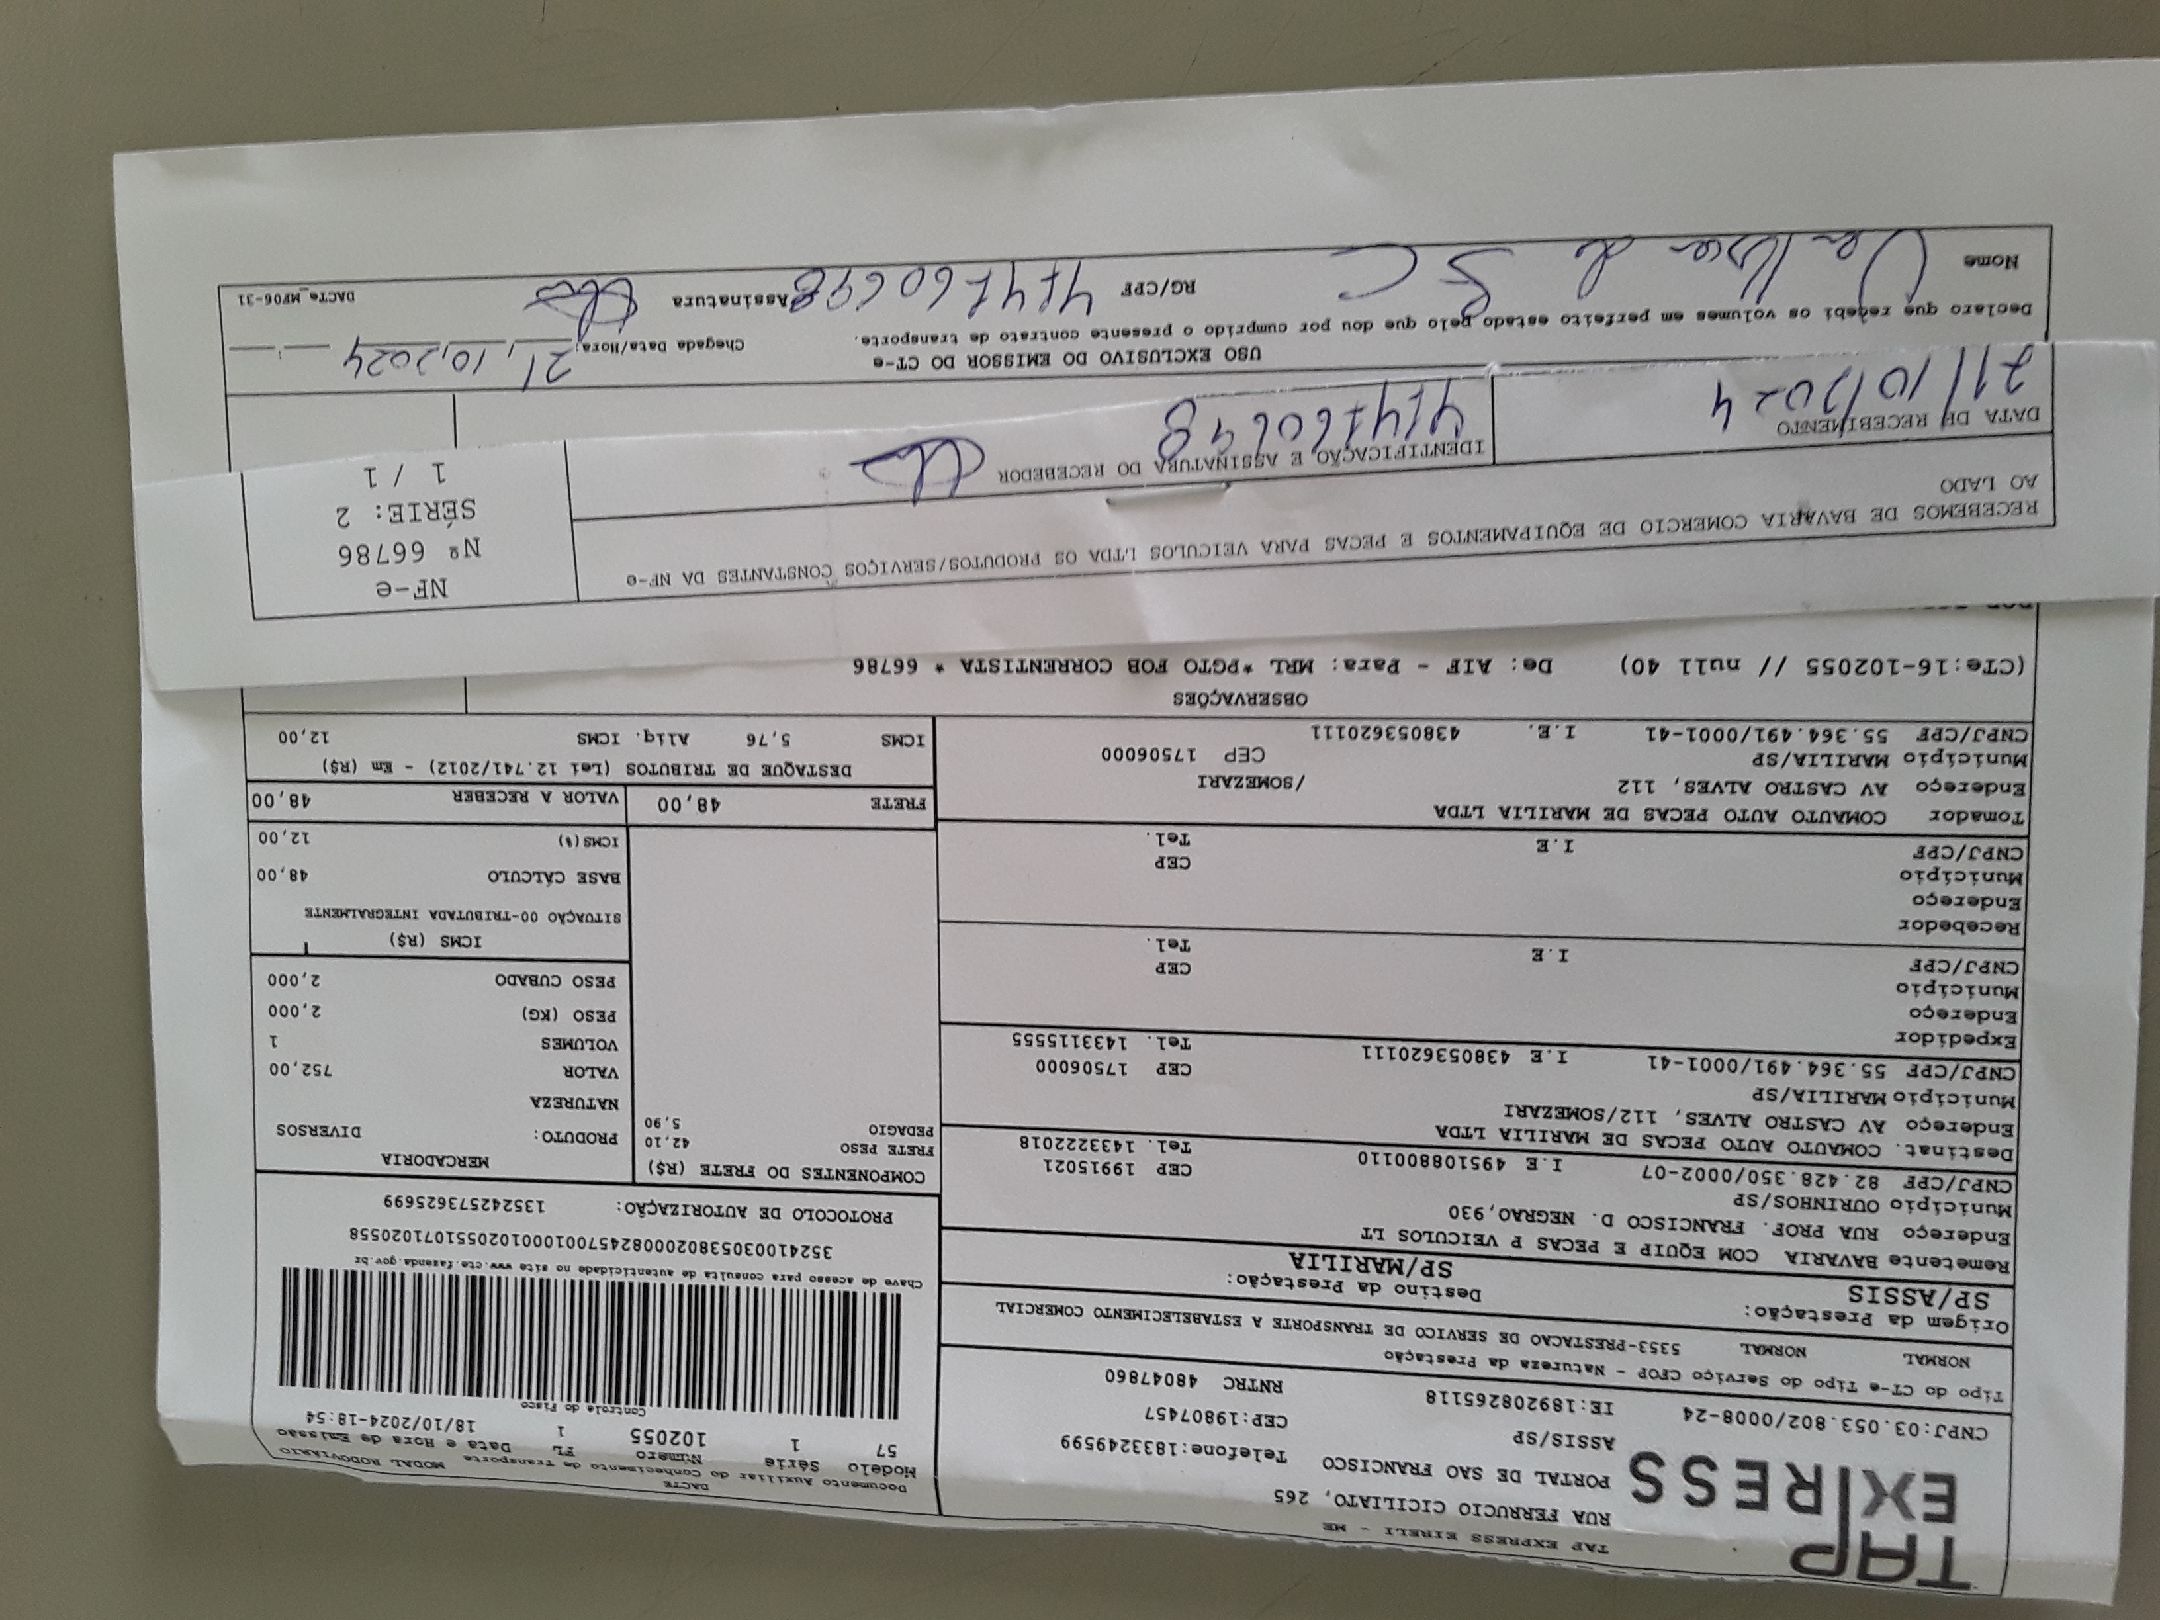 TAP EXPRESS
TAP EXPRESS EIRELI - ME
RUA FERRUCIO CICILIATO, 265
PORTAL DE SAO FRANCISCO Telefone:1833249599
ASSIS/SP CEP:19807457
CNPJ:03.053.802/0008-24 IE:189208265118 RNTRC 48047860
DACTE
Documento Auxiliar do Conhecimento de Transporte MODAL RODOVIÁRIO
Modelo Série Número FL Data e Hora de Emissão
57 1 102055 1 18/10/2024-18:54
Controle do Fisco
Tipo do CT-e Tipo do Serviço CFOP - Natureza da Prestação
NORMAL NORMAL 5353-PRESTACAO DE SERVICO DE TRANSPORTE A ESTABELECIMENTO COMERCIAL
Origem da Prestação: Destino da Prestação:
SP/ASSIS SP/MARILIA
Chave de acesso para consulta de autenticidade no site www.cte.fazenda.gov.br
35241003053802000824570010001020551071020558
PROTOCOLO DE AUTORIZAÇÃO: 135242573625699
Remetente BAVARIA COM EQUIP E PECAS P VEICULOS LT
Endereço RUA PROF. FRANCISCO D. NEGRAO,930
Município OURINHOS/SP CEP 19915021
CNPJ/CPF 82.428.350/0002-07 I.E 495108800110 Tel. 1433222018
Destinat. COMAUTO AUTO PECAS DE MARILIA LTDA
Endereço AV CASTRO ALVES, 112/SOMEZARI
Município MARILIA/SP CEP 17506000
CNPJ/CPF 55.364.491/0001-41 I.E 438053620111 Tel. 1433115555
Expedidor
Endereço
Município CEP
CNPJ/CPF I.E Tel.
Recebedor
Endereço
Município CEP
CNPJ/CPF I.E Tel.
Tomador COMAUTO AUTO PECAS DE MARILIA LTDA
Endereço AV CASTRO ALVES, 112 /SOMEZARI
Município MARILIA/SP CEP 17506000
CNPJ/CPF 55.364.491/0001-41 I.E. 438053620111
COMPONENTES DO FRETE (R$)
FRETE PESO 42,10
PEDAGIO 5,90
MERCADORIA
PRODUTO: DIVERSOS
NATUREZA
VALOR 752,00
VOLUMES 1
PESO (KG) 2,000
PESO CUBADO 2,000
ICMS (R$)
SITUAÇÃO 00-TRIBUTADA INTEGRALMENTE
BASE CÁLCULO 48,00
ICMS(%) 12,00
FRETE 48,00 VALOR A RECEBER 48,00
DESTAQUE DE TRIBUTOS (Lei 12.741/2012) - Em (R$)
ICMS 5,76 Aliq. ICMS 12,00
OBSERVAÇÕES
(CTe:16-102055 // null 40) De: AIF - Para: MRL *PGTO FOB CORRENTISTA * 66786
RECEBEMOS DE BAVARIA COMERCIO DE EQUIPAMENTOS E PECAS PARA VEICULOS LTDA OS PRODUTOS/SERVIÇOS CONSTANTES DA NF-e
AO LADO
NF-e
Nº 66786
SÉRIE: 2
1 / 1
DATA DE RECEBIMENTO
21/10/2024
IDENTIFICAÇÃO E ASSINATURA DO RECEBEDOR
USO EXCLUSIVO DO EMISSOR DO CT-e
Declaro que recebi os volumes em perfeito estado pelo que dou por cumprido o presente contrato de transporte.
Chegada Data/Hora: 21,10,2024
Nome
RG/CPF
Assinatura
DACTe_MF06-31